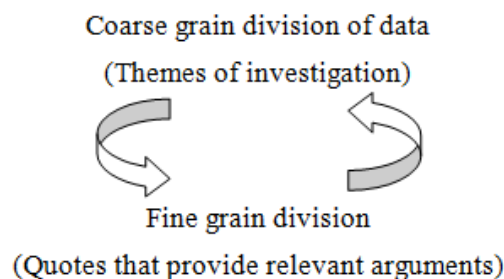 Coarse grain division of data
(Themes of investigation)
Fine grain division
(Quotes that provide relevant arguments)